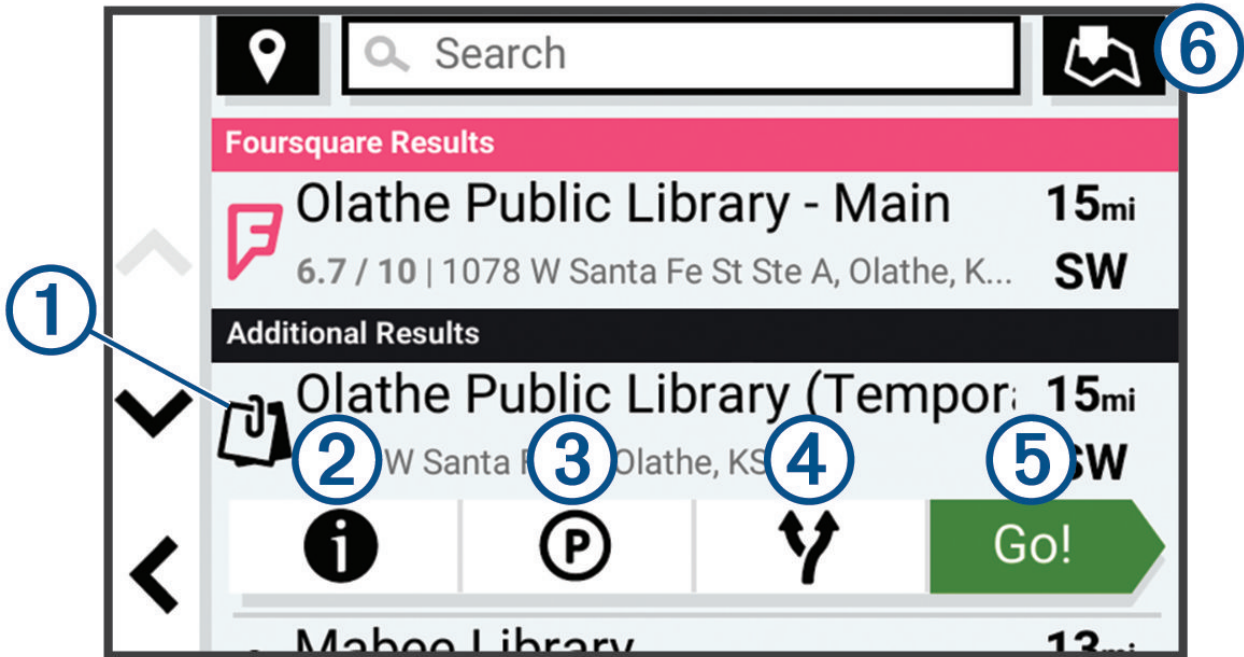 Search
6
Foursquare Results
Olathe Public Library - Main 15mi
6.7 / 10 | 1078 W Santa Fe St Ste A, Olathe, K... SW
1
Additional Results
Olathe Public Library (Tempor 15mi
2 W Santa 3 Olathe, KS 4 5 SW
i P Go!
Mabee Library 13mi